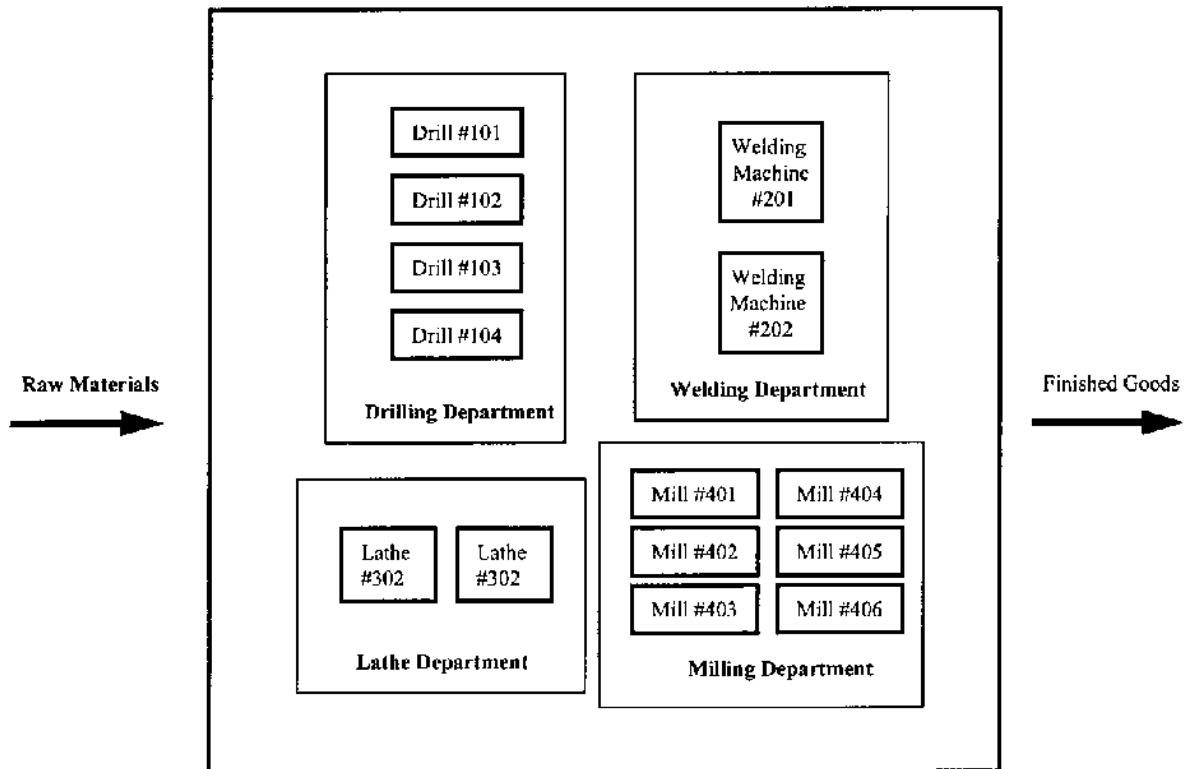 Drill #101
Drill #102
Drill #103
Drill #104
Drilling Department
Welding
Machine
#201
Welding
Machine
#202
Welding Department
Raw Materials
Finished Goods
Lathe
#302
Lathe
#302
Lathe Department
Mill #401
Mill #404
Mill #402
Mill #405
Mill #403
Mill #406
Milling Department